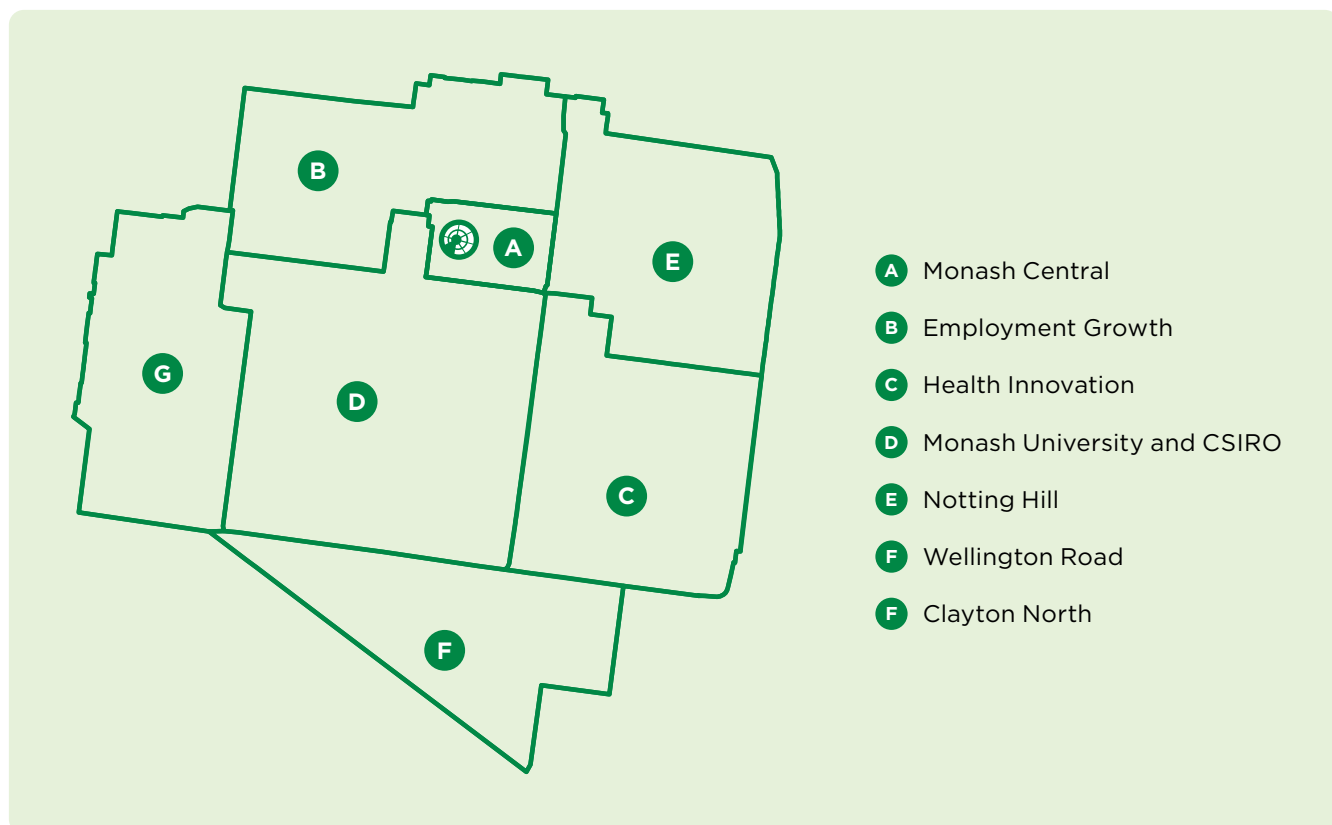 B
A
E
G
D
C
F
A Monash Central
B Employment Growth
C Health Innovation
D Monash University and CSIRO
E Notting Hill
F Wellington Road
F Clayton North